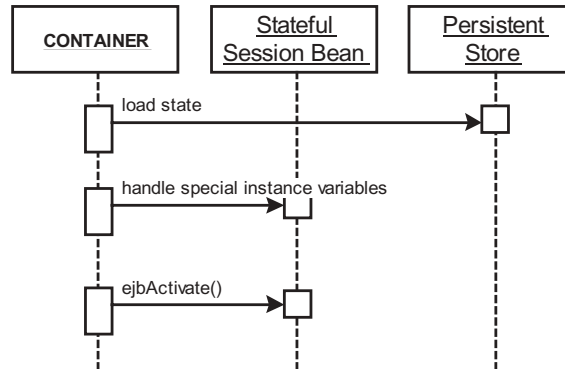 CONTAINER
Stateful
Session Bean
Persistent
Store
load state
handle special instance variables
ejbActivate()